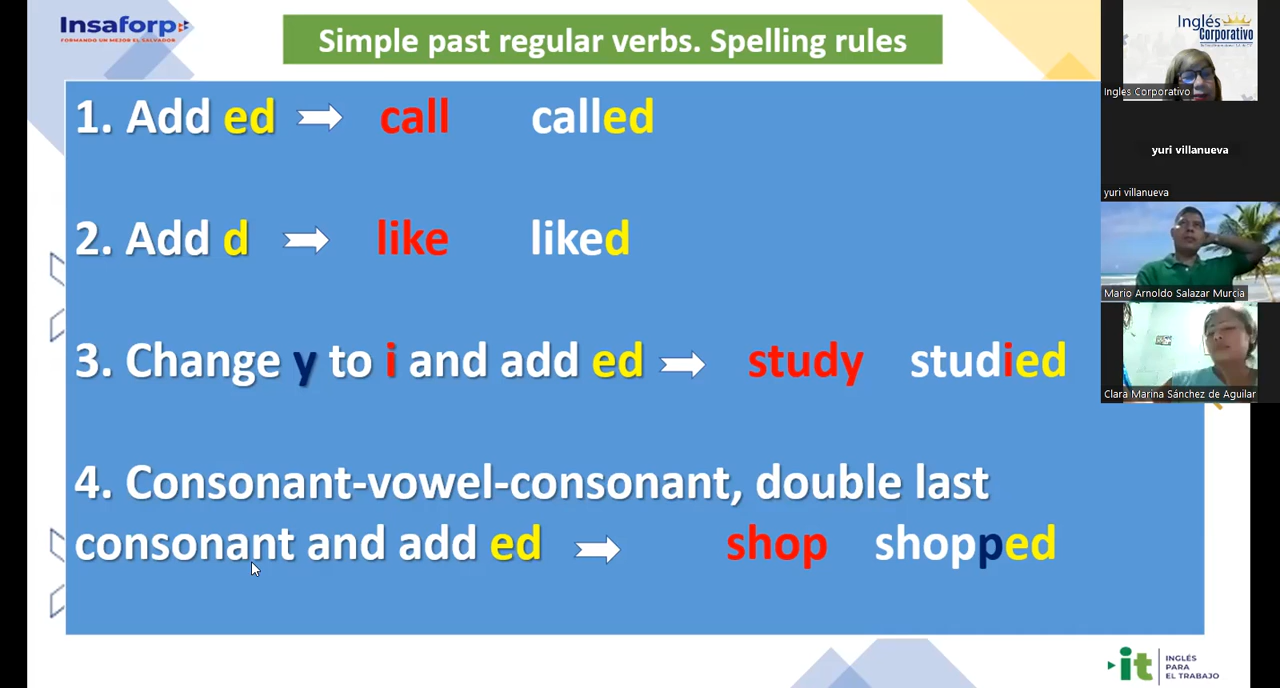 Insaforp
FORMANDO UN MEJOR EL SALVADOR
Simple past regular verbs. Spelling rules
1. Add ed call called
2. Add d like liked
3. Change y to i and add ed study studied
4. Consonant-vowel-consonant, double last
consonant and add ed shop shopped
it INGLÉS
PARA
EL TRABAJO
Inglés
Corporativo
Ingles Corporativo
yuri villanueva
yuri villanueva
Mario Arnoldo Salazar Murcia
Clara Marina Sánchez de Aguilar